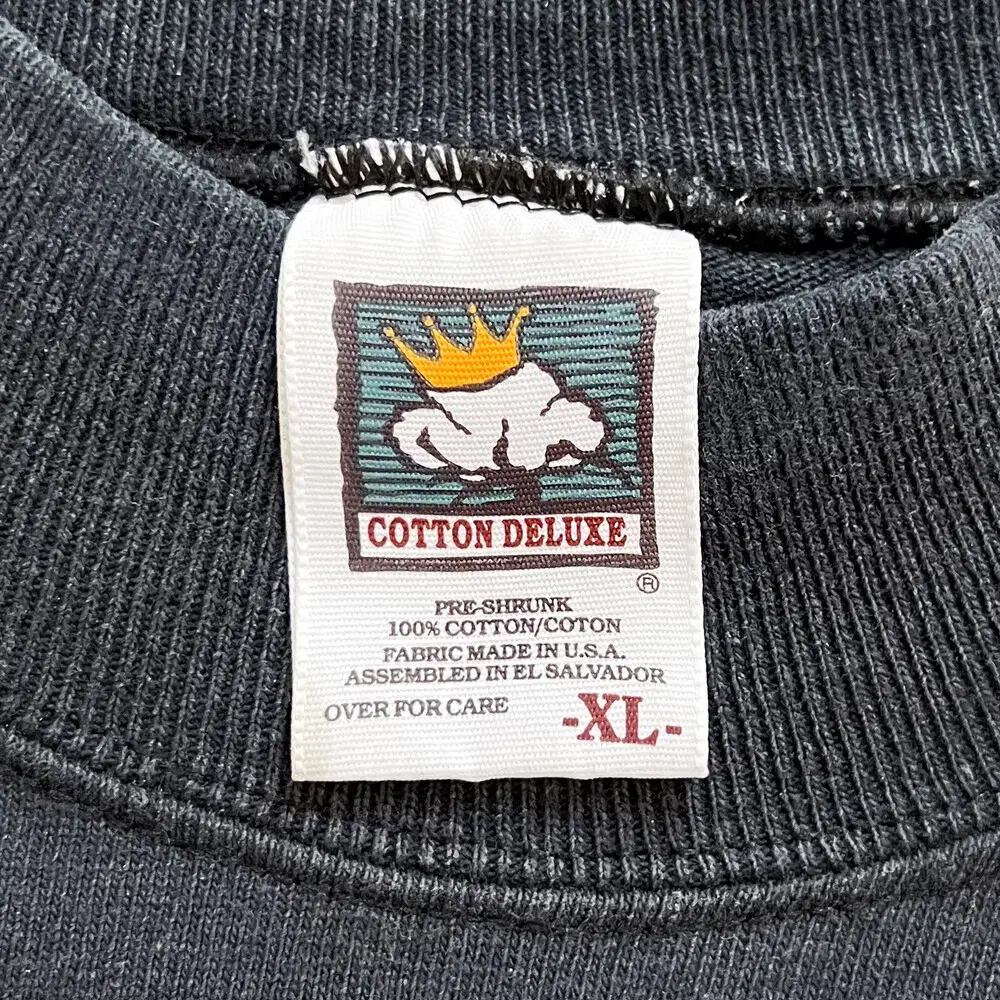 COTTON DELUXE
®
PRE-SHRUNK
100% COTTON/COTON
FABRIC MADE IN U.S.A.
ASSEMBLED IN EL SALVADOR
OVER FOR CARE
-XL-